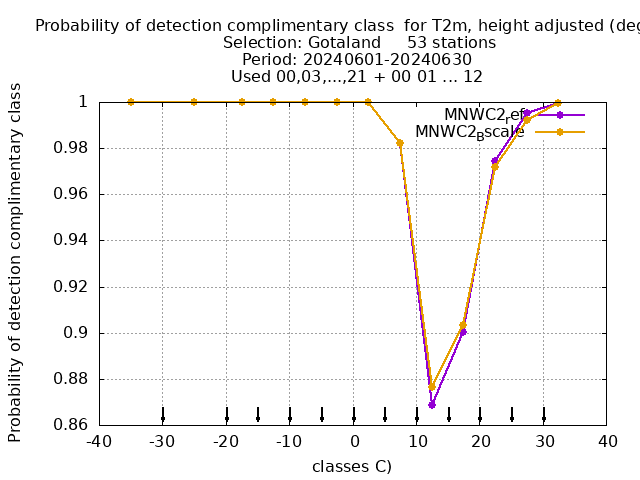 Probability of detection complimentary class  for T2m, height adjusted (deg
Selection: Gotaland     53 stations
Period: 20240601-20240630
Used 00,03,...,21 + 00 01 ... 12
Probability of detection complimentary class
1
0.98
0.96
0.94
0.92
0.9
0.88
0.86
MNWC2ref
MNWC2Bscale
-40 -30 -20 -10 0 10 20 30 40
classes C)